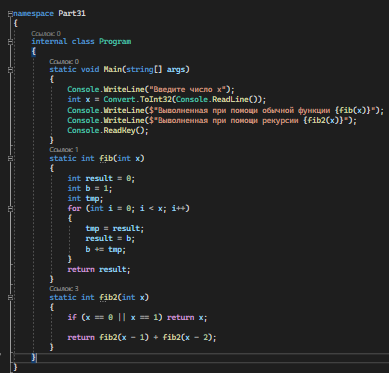 namespace Part31
{
Ссылок: 0
internal class Program
{
Ссылок: 0
static void Main(string[] args)
{
Console.WriteLine("Введите число x");
int x = Convert.ToInt32(Console.ReadLine());
Console.WriteLine($"Выполненная при помощи обычной функции {fib(x)}");
Console.WriteLine($"Выполненная при помощи рекурсии {fib2(x)}");
Console.ReadKey();
}
Ссылок: 1
static int fib(int x)
{
int result = 0;
int b = 1;
int tmp;
for (int i = 0; i < x; i++)
{
tmp = result;
result = b;
b += tmp;
}
return result;
}
Ссылок: 3
static int fib2(int x)
{
if (x == 0 || x == 1) return x;
return fib2(x - 1) + fib2(x - 2);
}
}
}